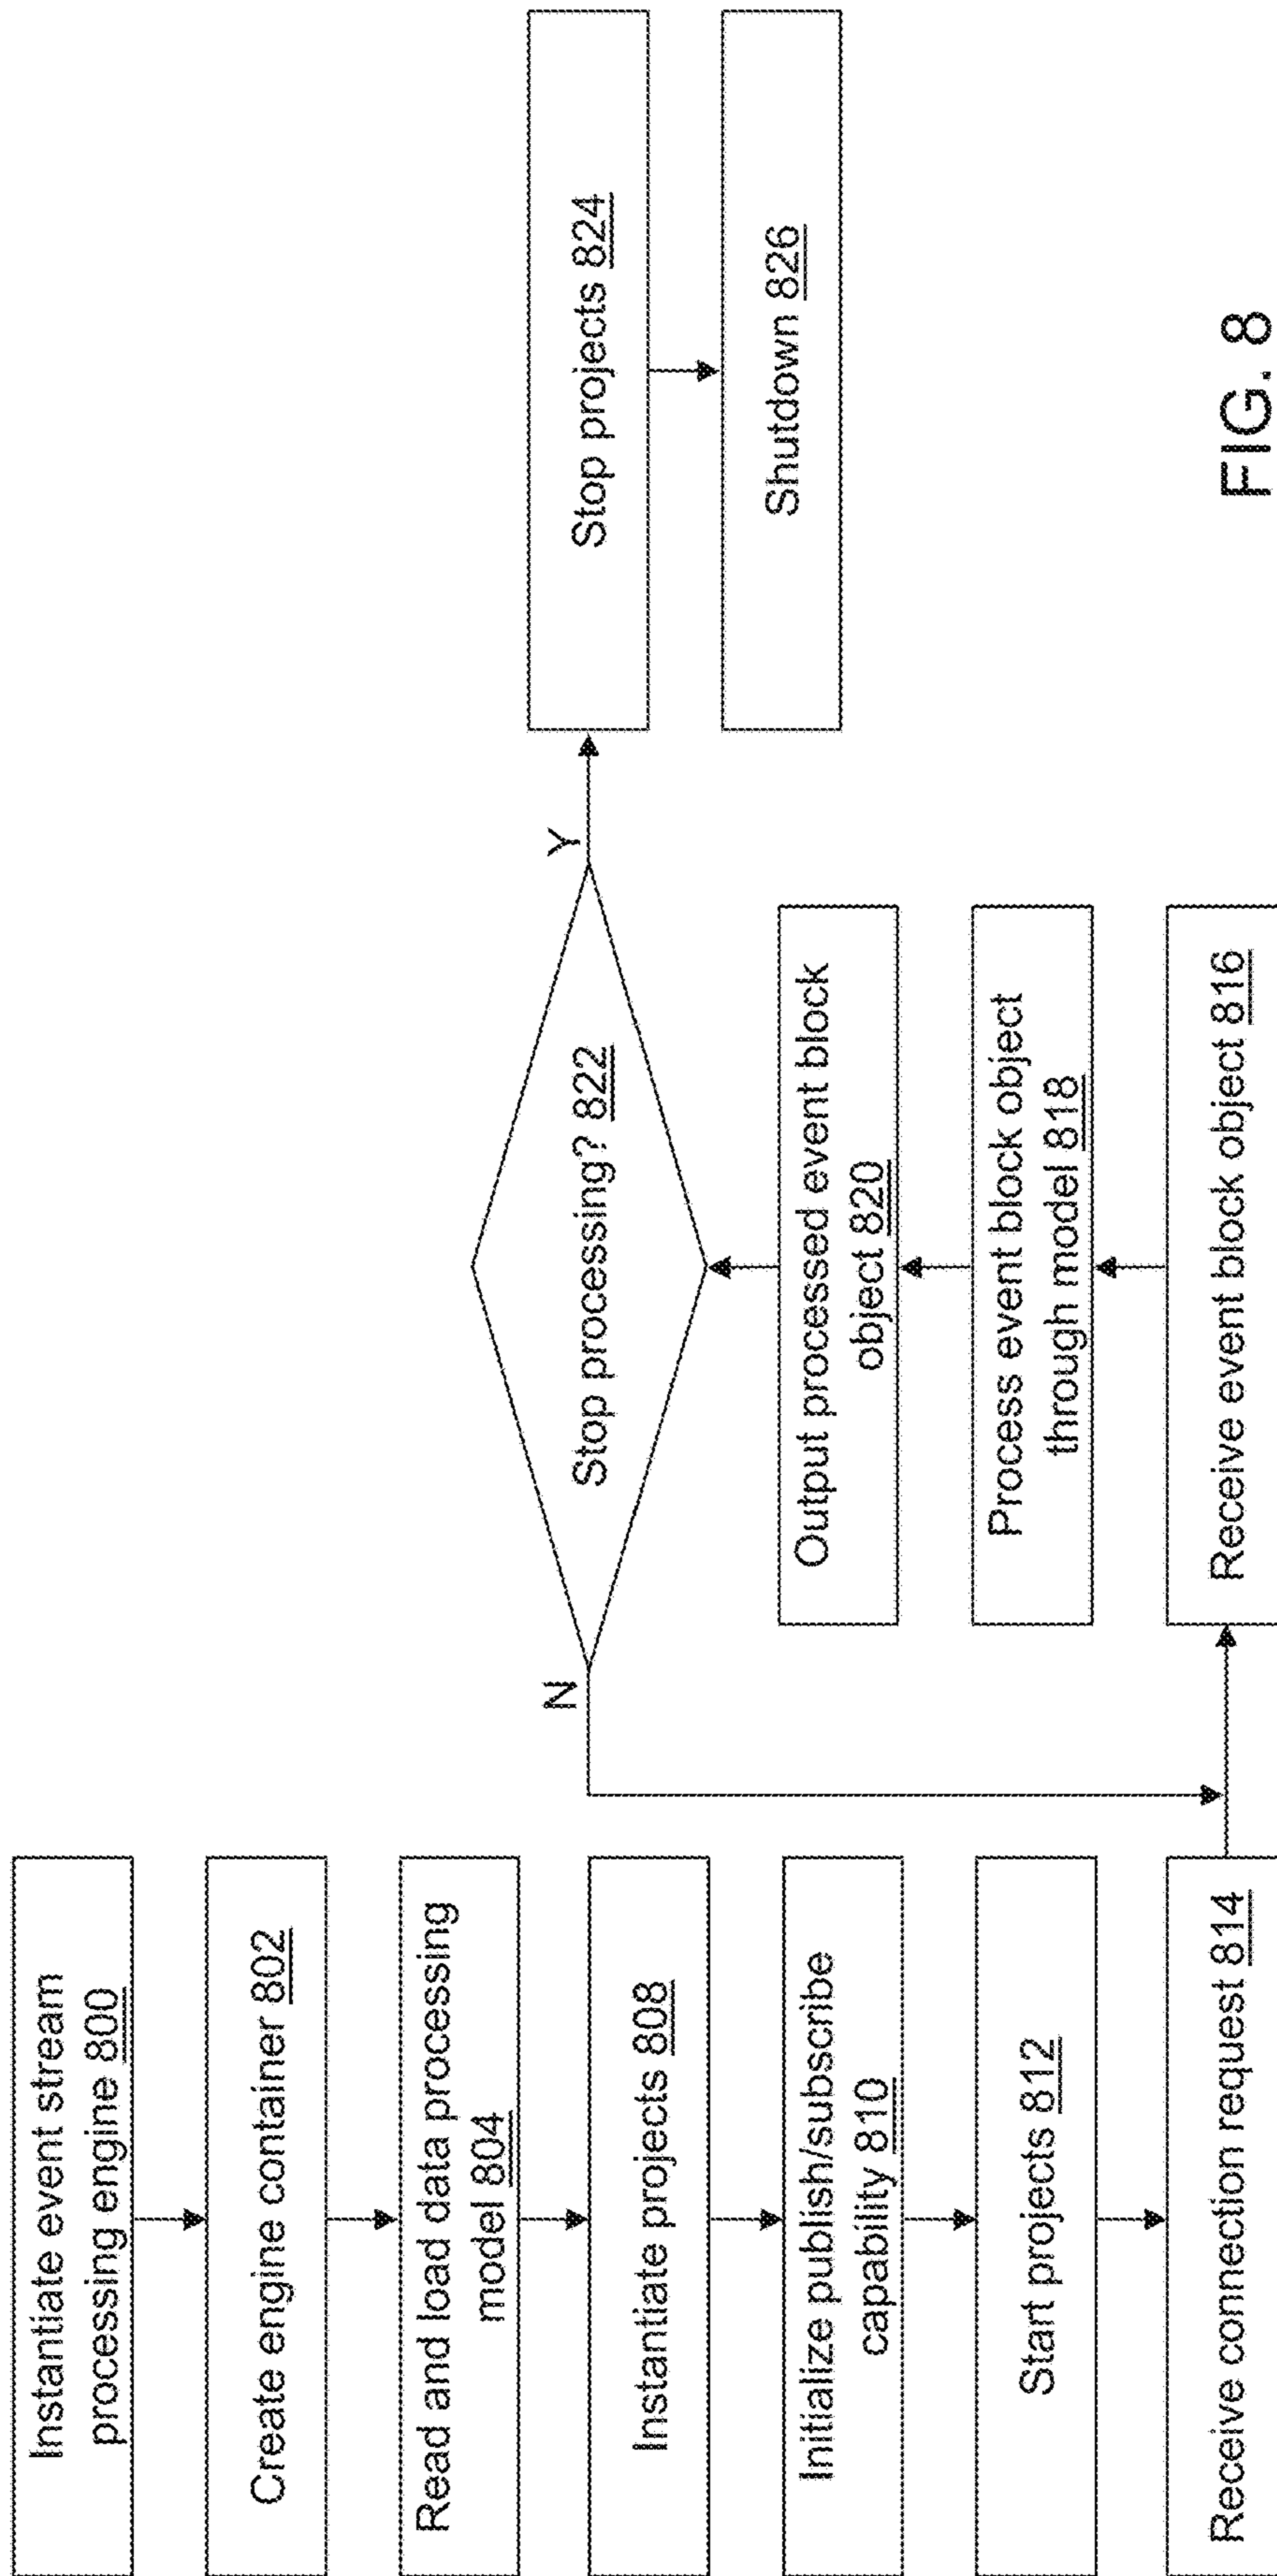 Instantiate event stream
processing engine 800
Create engine container 802
Read and load data processing
model 804
Instantiate projects 808
Initialize publish/subscribe
capability 810
Start projects 812
Receive connection request 814
N
Stop processing? 822
Y
Output processed event block
object 820
Process event block object
through model 818
Receive event block object 816
Stop projects 824
Shutdown 826
FIG. 8